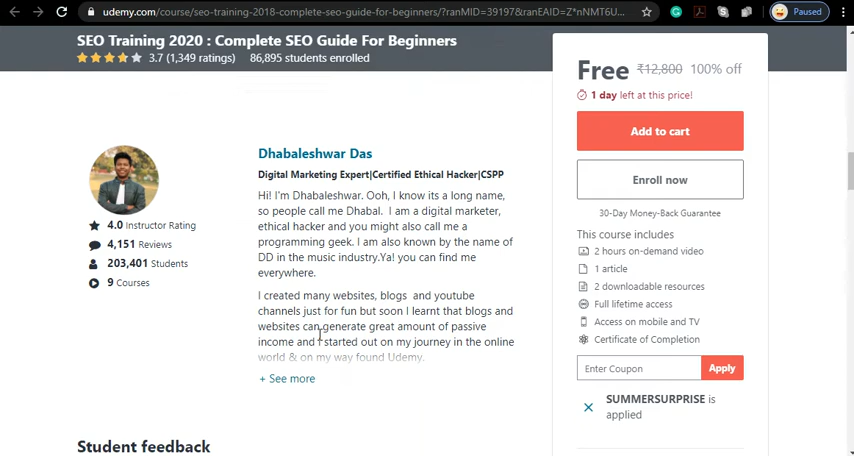 udemy.com/course/seo-training-2018-complete-seo-guide-for-beginners/?ranMID=39197&ranEAID=Z*nNMT6U...
Paused
SEO Training 2020 : Complete SEO Guide For Beginners
3.7 (1,349 ratings) 86,895 students enrolled
Free ₹12,800 100% off
1 day left at this price!
Add to cart
Enroll now
30-Day Money-Back Guarantee
This course includes
2 hours on-demand video
1 article
2 downloadable resources
Full lifetime access
Access on mobile and TV
Certificate of Completion
Enter Coupon Apply
SUMMERSURPRISE is
applied
4.0 Instructor Rating
4,151 Reviews
203,401 Students
9 Courses
Dhabaleshwar Das
Digital Marketing Expert|Certified Ethical Hacker|CSPP
Hi! I'm Dhabaleshwar. Ooh, I know its a long name,
so people call me Dhabal. I am a digital marketer,
ethical hacker and you might also call me a
programming geek. I am also known by the name of
DD in the music industry.Ya! you can find me
everywhere.
I created many websites, blogs and youtube
channels just for fun but soon I learnt that blogs and
websites can generate great amount of passive
income and I started out on my journey in the online
world & on my way found Udemy.
+ See more
Student feedback